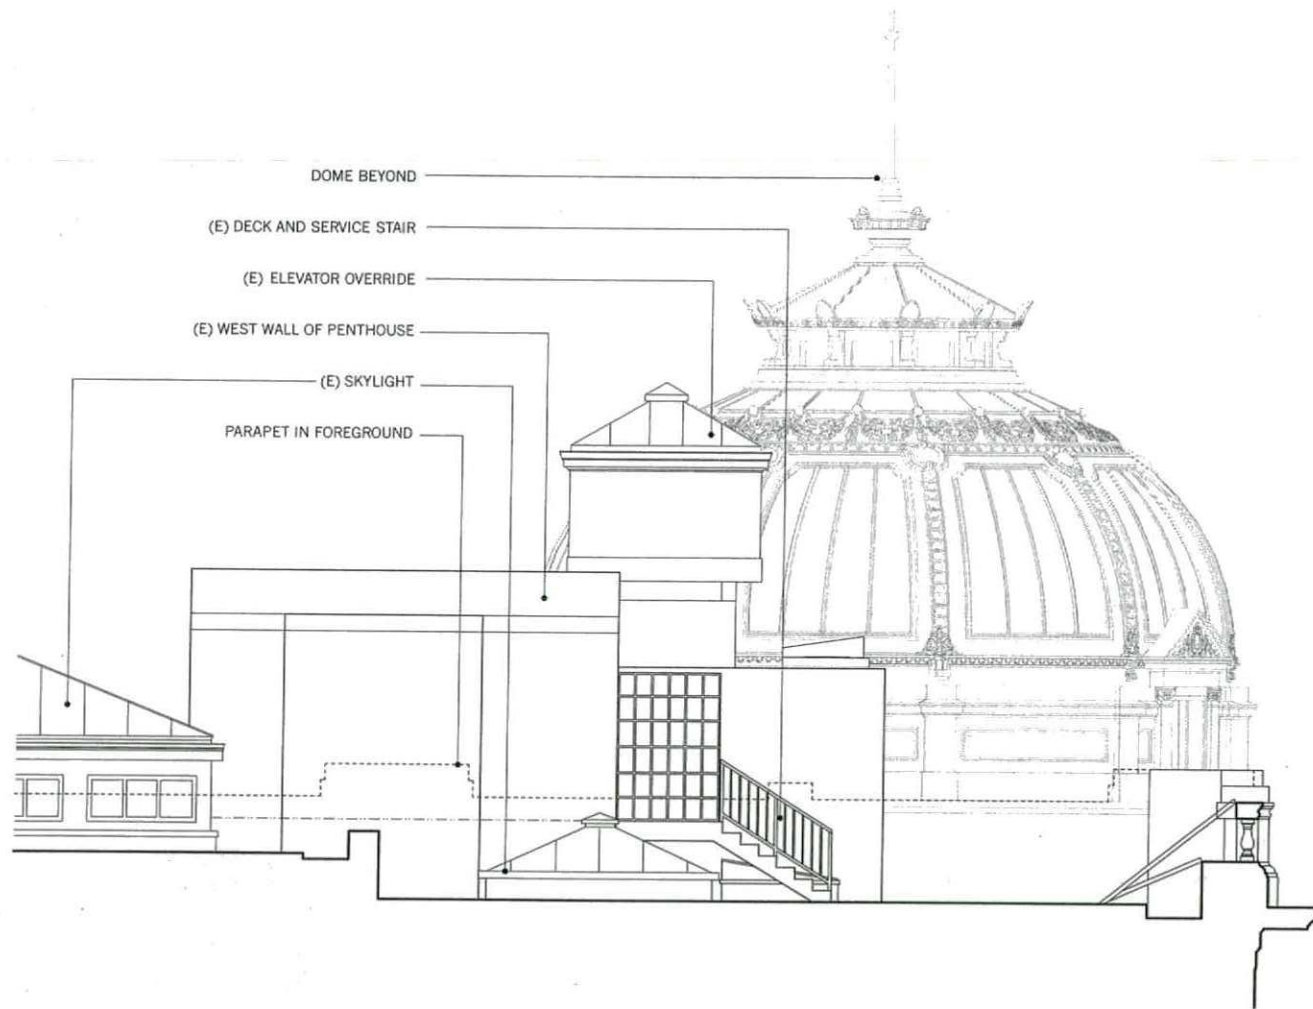 DOME BEYOND
(E) DECK AND SERVICE STAIR
(E) ELEVATOR OVERRIDE
(E) WEST WALL OF PENTHOUSE
(E) SKYLIGHT
PARAPET IN FOREGROUND